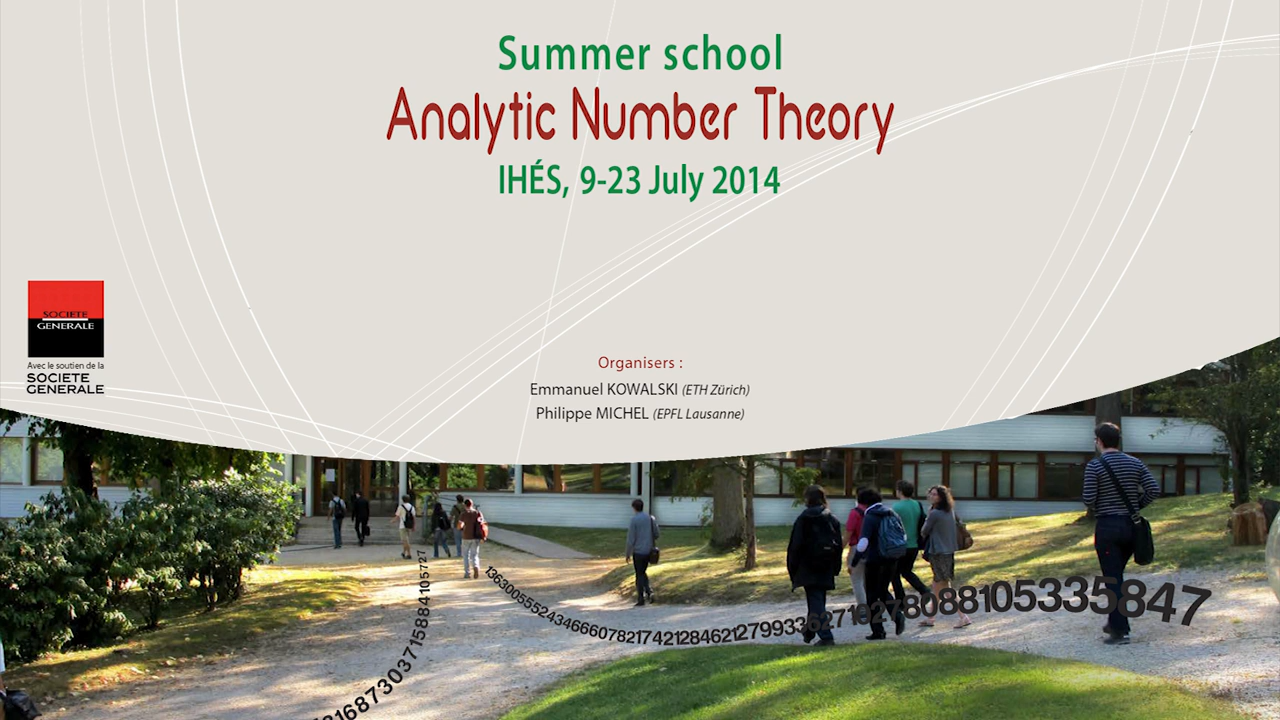 Summer school
Analytic Number Theory
IHÉS, 9-23 July 2014
SOCIETE
GENERALE
Avec le soutien de la
SOCIETE
GENERALE
Organisers :
Emmanuel KOWALSKI (ETH Zürich)
Philippe MICHEL (EPFL Lausanne)